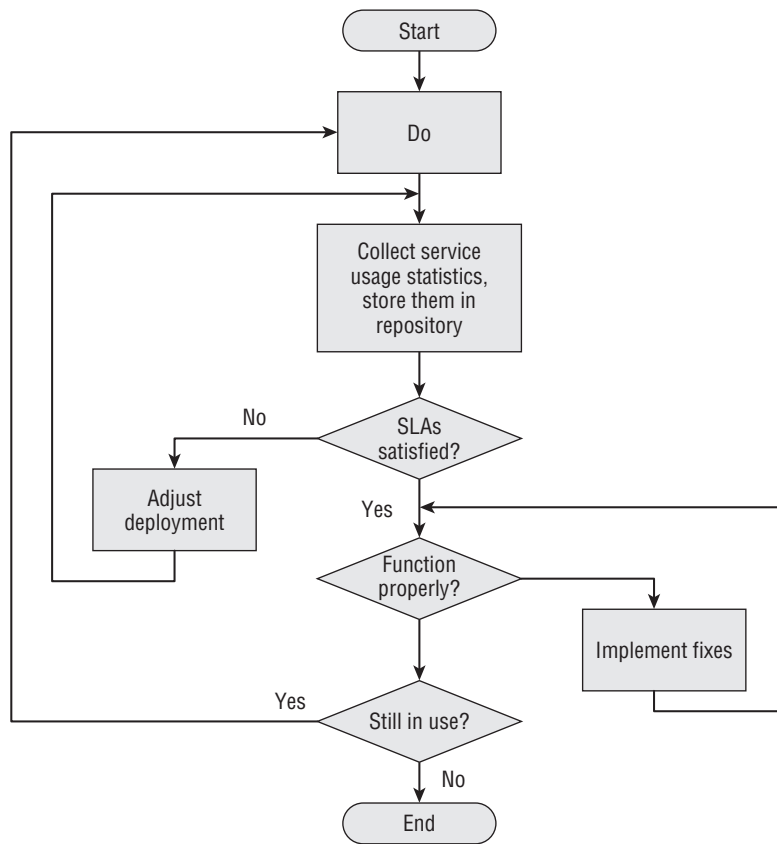 Start
Do
Collect service
usage statistics,
store them in
repository
No
SLAs
satisfied?
Adjust
deployment
Yes
Function
properly?
Implement fixes
Yes
Still in use?
No
End